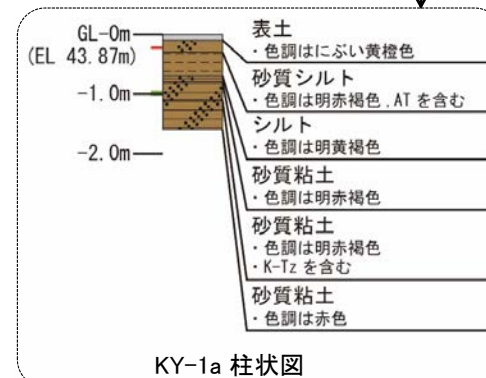 GL-0m
(EL 43.87m)
-1.0m
-2.0m
表土
・色調はにぶい黄橙色
砂質シルト
・色調は明赤褐色,ATを含む
シルト
・色調は明黄褐色
砂質粘土
・色調は明赤褐色
砂質粘土
・色調は明赤褐色
・K-Tzを含む
砂質粘土
・色調は赤色
KY-1a 柱状図